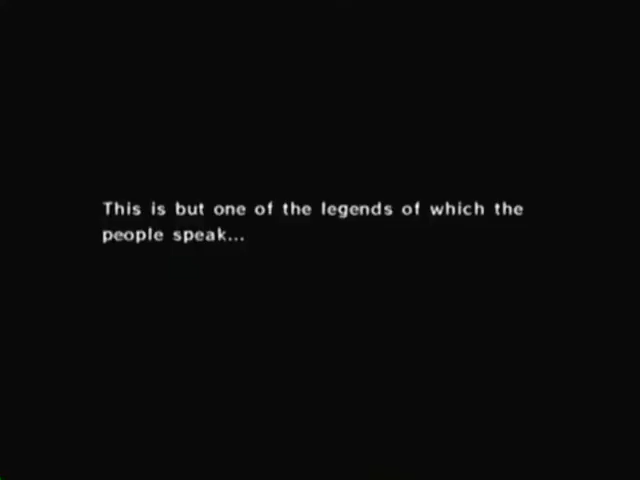 This is but one of the legends of which the
people speak...